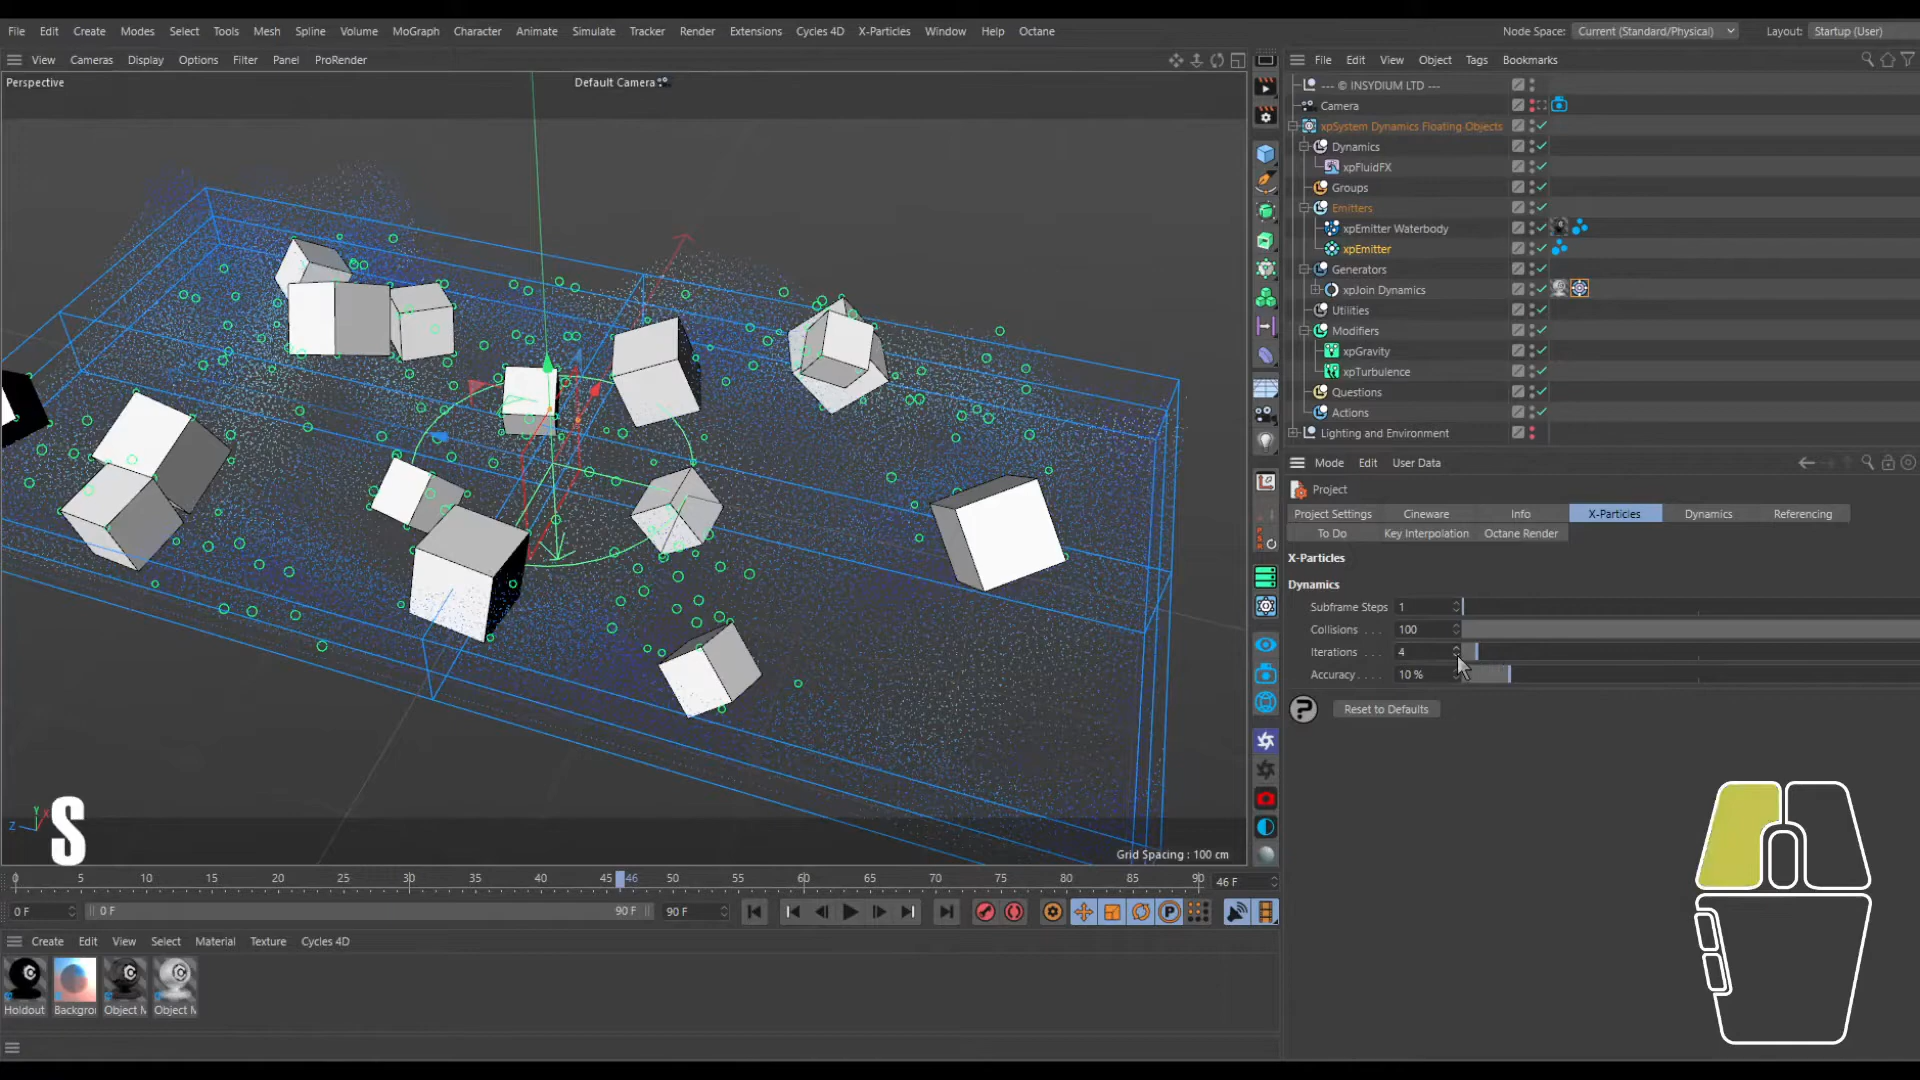 File Edit Create Modes Select Tools Mesh Spline Volume MoGraph Character Animate Simulate Tracker Render Extensions Cycles 4D X-Particles Window Help Octane
Node Space: Current (Standard/Physical) Layout: Startup (User)
View Cameras Display Options Filter Panel ProRender
File Edit View Object Tags Bookmarks
Perspective
Default Camera
--- © INSYDIUM LTD ---
Camera
xpSystem Dynamics Floating Objects
Dynamics
xpFluidFX
Groups
Emitters
xpEmitter Waterbody
xpEmitter
Generators
xpJoin Dynamics
Utilities
Modifiers
xpGravity
xpTurbulence
Questions
Actions
Lighting and Environment
Mode Edit User Data
Project
Project Settings Cineware Info X-Particles Dynamics Referencing
To Do Key Interpolation Octane Render
X-Particles
Dynamics
Subframe Steps 1
Collisions . . . 100
Iterations . . . 4
Accuracy . . . . 10 %
? Reset to Defaults
Y
X
Z
S
Grid Spacing : 100 cm
0 5 10 15 20 25 30 35 40 45 46 50 55 60 65 70 75 80 85 90 46 F
0 F 0 F 90 F 90 F
P
Create Edit View Select Material Texture Cycles 4D
Holdout Backgrou Object M Object M